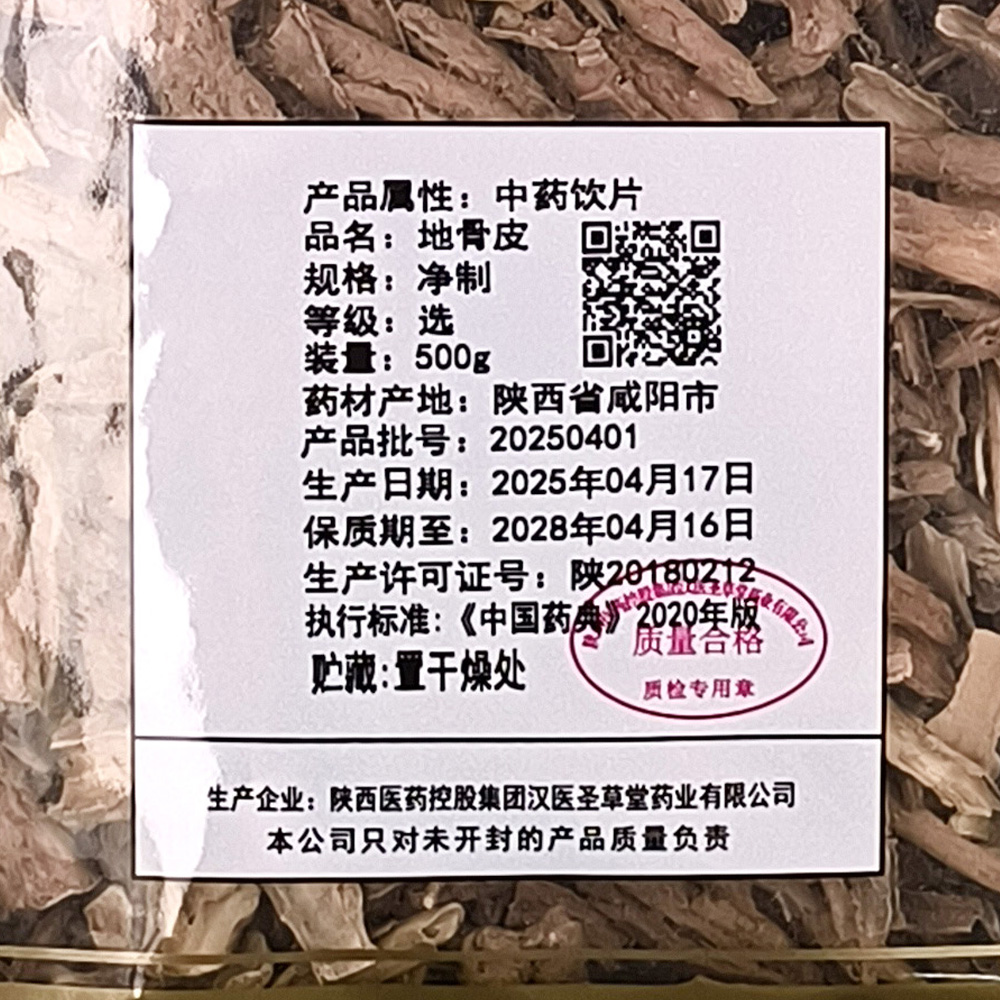 产品属性：中药饮片
品名：地骨皮
规格：净制
等级：选
装量：500g
药材产地：陕西省咸阳市
产品批号：20250401
生产日期：2025年04月17日
保质期至：2028年04月16日
生产许可证号：陕20180212
执行标准:《中国药典》2020年版
贮藏:置干燥处
质量合格
质检专用章
生产企业：陕西医药控股集团汉医圣草堂药业有限公司
本公司只对未开封的产品质量负责